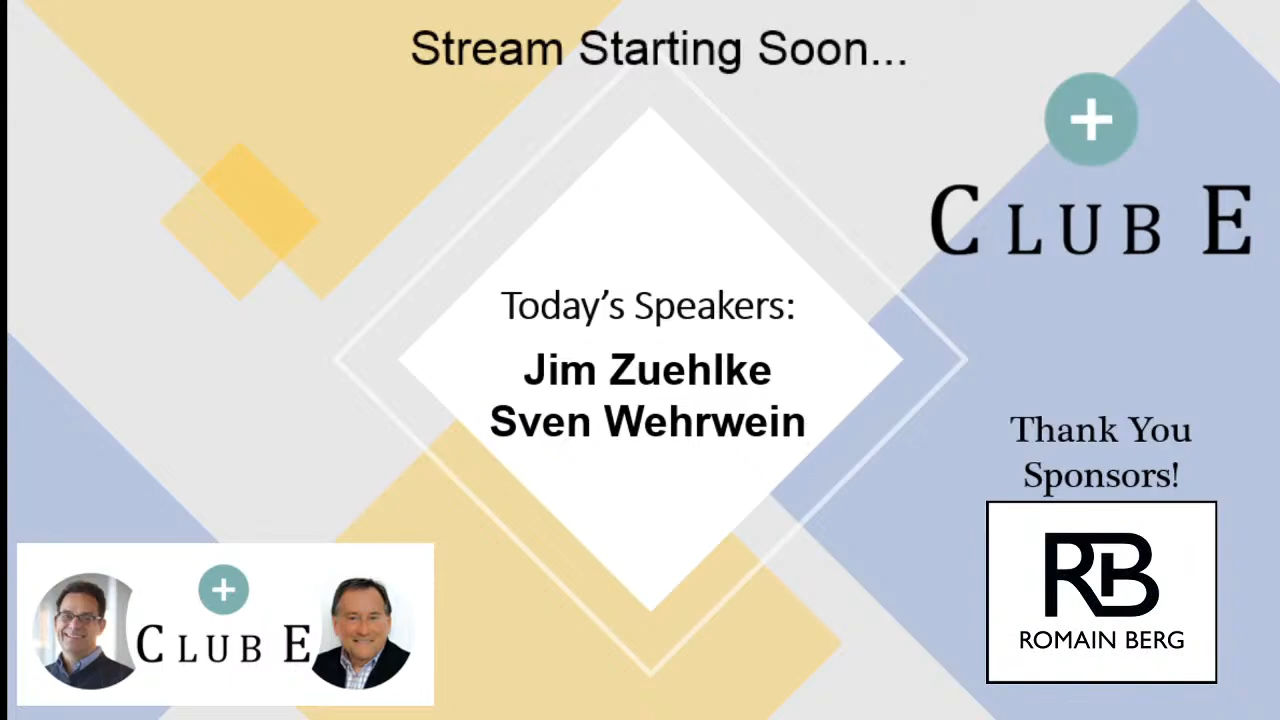 Stream Starting Soon...
CLUB E
Today’s Speakers:
Jim Zuehlke
Sven Wehrwein
Thank You
Sponsors!
RB
ROMAIN BERG
CLUB E